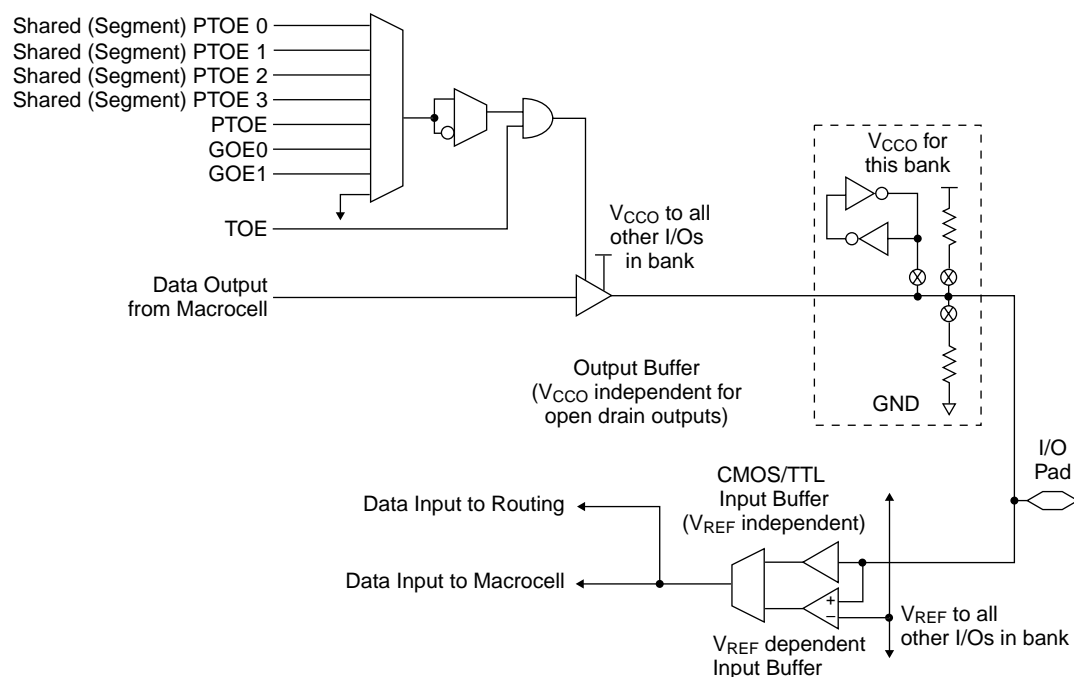 Shared (Segment) PTOE 0
Shared (Segment) PTOE 1
Shared (Segment) PTOE 2
Shared (Segment) PTOE 3
PTOE
GOE0
GOE1
TOE
Data Output
from Macrocell
VCCO to all
other I/Os
in bank
VCCO for
this bank
Output Buffer
(VCCO independent for
open drain outputs)
GND
I/O
Pad
CMOS/TTL
Input Buffer
(VREF independent)
Data Input to Routing
Data Input to Macrocell
+
–
VREF to all
other I/Os in bank
VREF dependent
Input Buffer